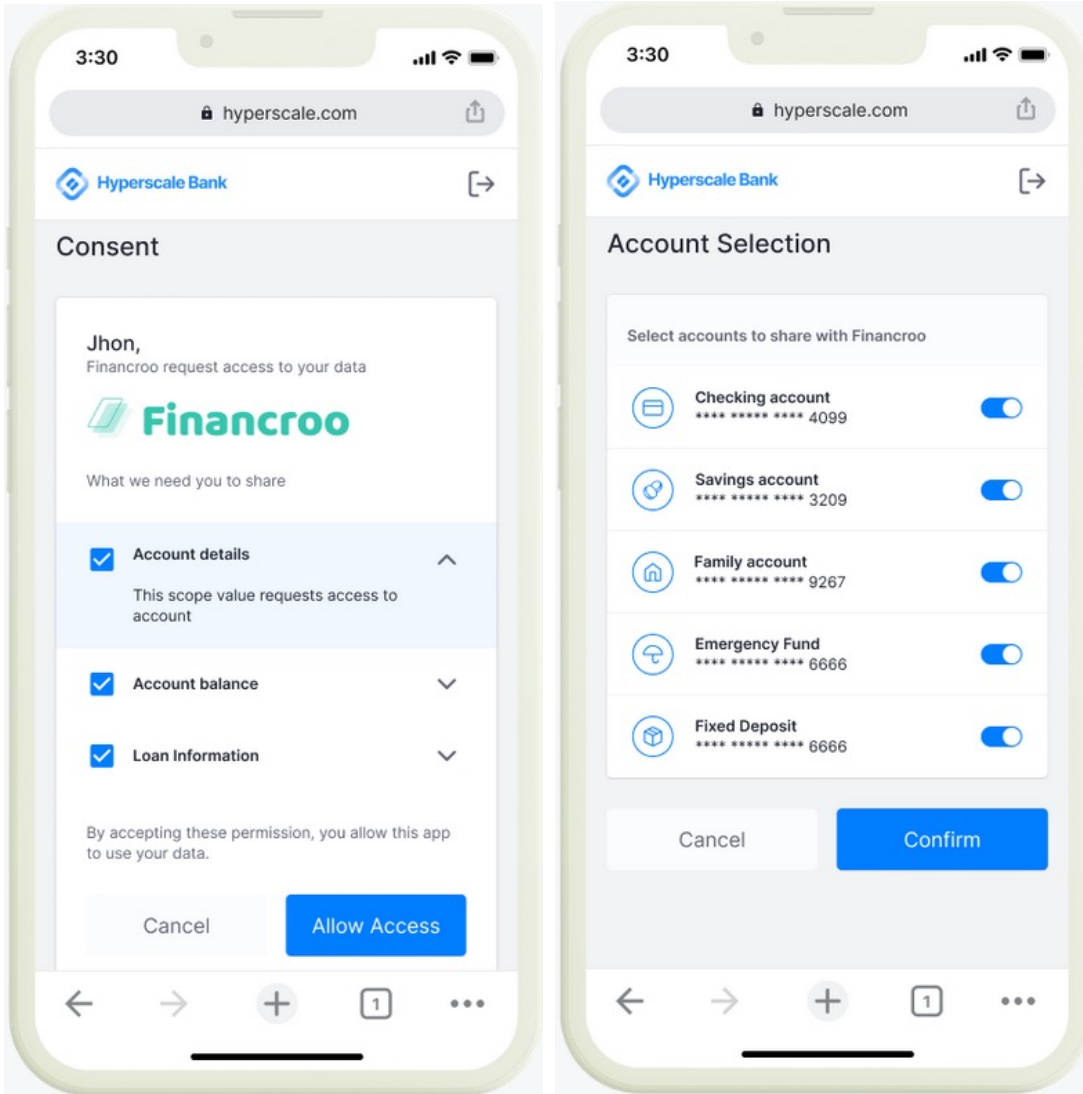 3:30
hyperscale.com
Hyperscale Bank
Consent
Jhon,
Financroo request access to your data
Financroo
What we need you to share
Account details
This scope value requests access to
account
Account balance
Loan Information
By accepting these permission, you allow this app
to use your data.
Cancel
Allow Access
1
3:30
hyperscale.com
Hyperscale Bank
Account Selection
Select accounts to share with Financroo
Checking account
**** ***** **** 4099
Savings account
**** ***** **** 3209
Family account
**** ***** **** 9267
Emergency Fund
**** ***** **** 6666
Fixed Deposit
**** ***** **** 6666
Cancel
Confirm
1